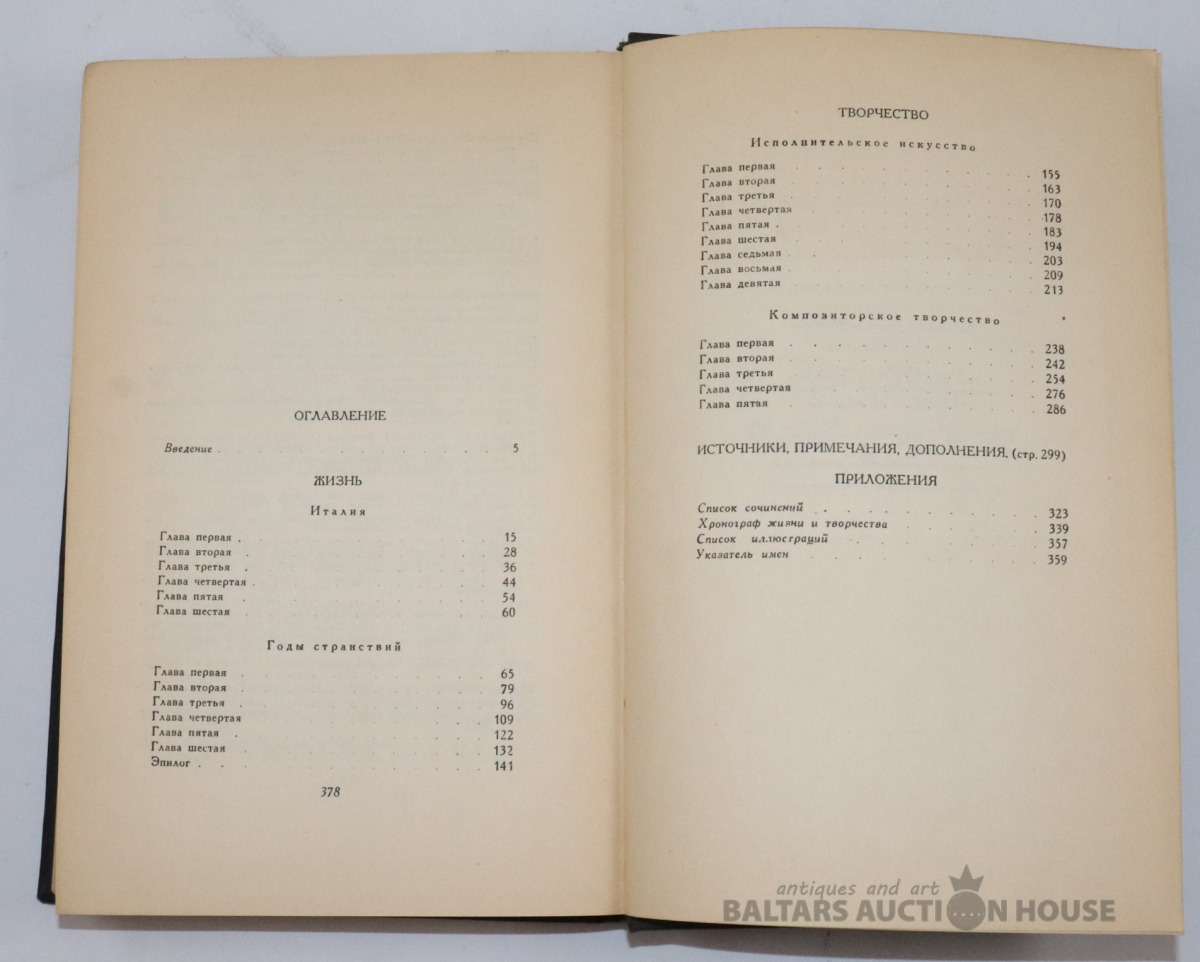 ОГЛАВЛЕНИЕ
Введение . . . . . . . . . . 5
ЖИЗНЬ
Италия
Глава первая . . . . . . . . . . 15
Глава вторая . . . . . . . . . . 28
Глава третья . . . . . . . . . . 36
Глава четвертая . . . . . . . . . . 44
Глава пятая . . . . . . . . . . 54
Глава шестая . . . . . . . . . . 60
Годы странствий
Глава первая . . . . . . . . . . 65
Глава вторая . . . . . . . . . . 79
Глава третья . . . . . . . . . . 96
Глава четвертая . . . . . . . . . . 109
Глава пятая . . . . . . . . . . 122
Глава шестая . . . . . . . . . . 132
Эпилог . . . . . . . . . . 141
378
ТВОРЧЕСТВО
Исполнительское искусство
Глава первая . . . . . . . . . . 155
Глава вторая . . . . . . . . . . 163
Глава третья . . . . . . . . . . 170
Глава четвертая . . . . . . . . . . 178
Глава пятая . . . . . . . . . . 183
Глава шестая . . . . . . . . . . 194
Глава седьмая . . . . . . . . . . 203
Глава восьмая . . . . . . . . . . 209
Глава девятая . . . . . . . . . . 213
Композиторское творчество
Глава первая . . . . . . . . . . 238
Глава вторая . . . . . . . . . . 242
Глава третья . . . . . . . . . . 254
Глава четвертая . . . . . . . . . . 276
Глава пятая . . . . . . . . . . 286
ИСТОЧНИКИ, ПРИМЕЧАНИЯ, ДОПОЛНЕНИЯ. (стр. 299)
ПРИЛОЖЕНИЯ
Список сочинений . . . . . . . . . . 323
Хронограф жизни и творчества . . . . . . . 339
Список иллюстраций . . . . . . . . . 357
Указатель имен . . . . . . . . . . 359
antiques and art
BALTARS AUCTION HOUSE